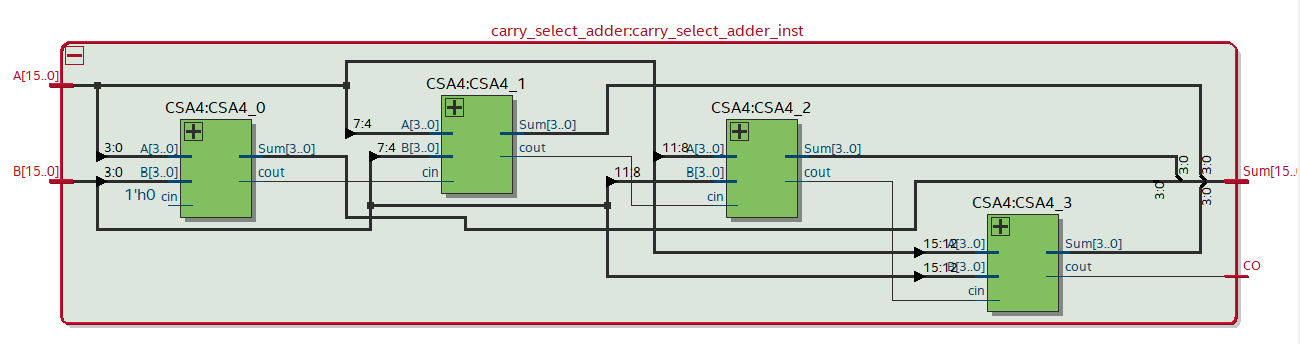 carry_select_adder:carry_select_adder_inst
A[15..0]
B[15..0]
CSA4:CSA4_0
3:0
A[3..0]
3:0
B[3..0]
1'h0
cin
Sum[3..0]
cout
CSA4:CSA4_1
7:4
A[3..0]
7:4
B[3..0]
cin
Sum[3..0]
cout
CSA4:CSA4_2
11:8
A[3..0]
11:8
B[3..0]
cin
Sum[3..0]
cout
CSA4:CSA4_3
15:12
A[3..0]
15:12
B[3..0]
cin
Sum[3..0]
cout
3:0
3:0
3:0
3:0
Sum[15..
CO